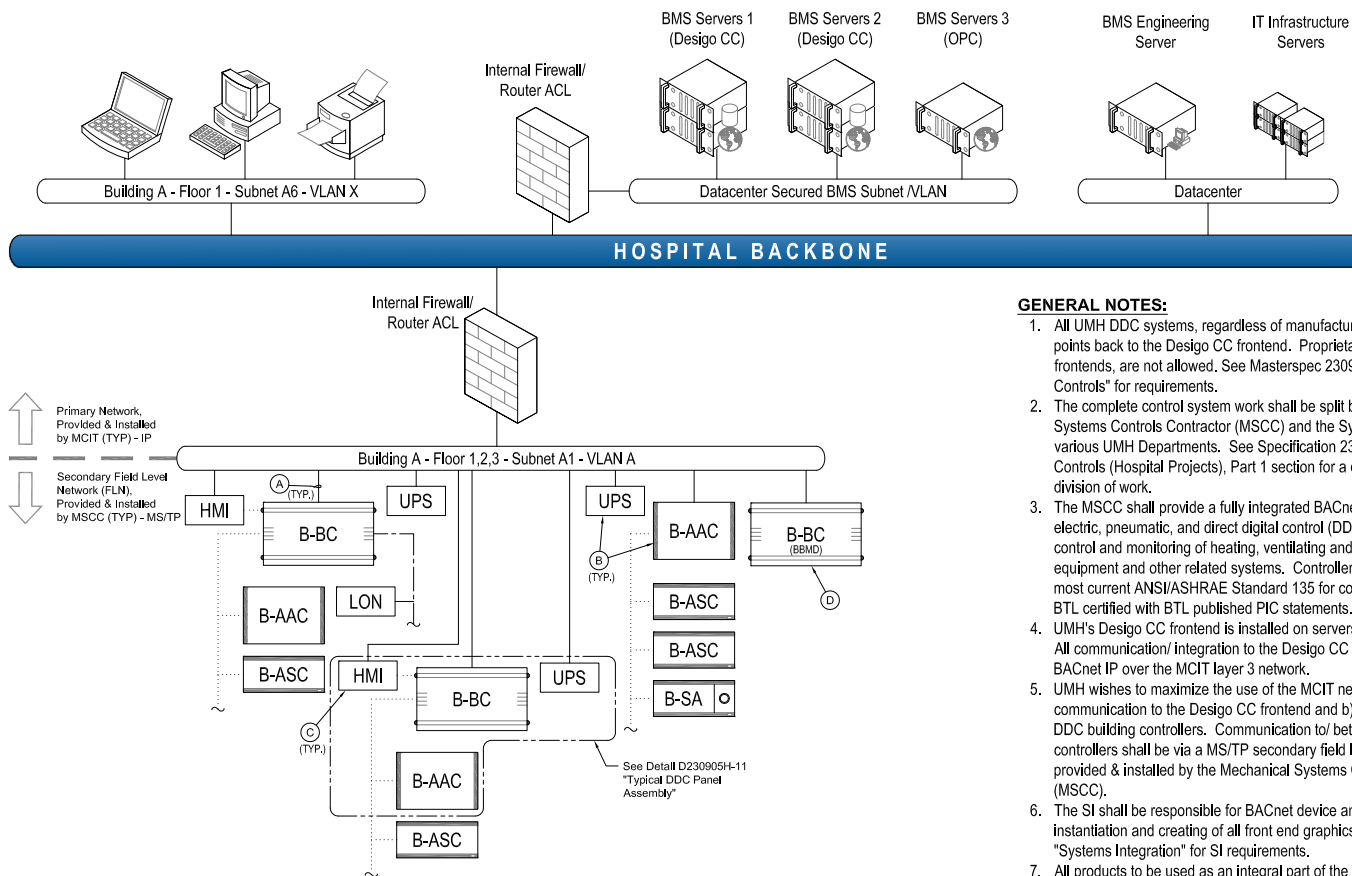 BMS Servers 1
(Desigo CC)
BMS Servers 2
(Desigo CC)
BMS Servers 3
(OPC)
BMS Engineering
Server
IT Infrastructure
Servers
Internal Firewall/
Router ACL
Building A - Floor 1 - Subnet A6 - VLAN X
Datacenter Secured BMS Subnet /VLAN
Datacenter
HOSPITAL BACKBONE
Internal Firewall/
Router ACL
Primary Network,
Provided & Installed
by MCIT (TYP) - IP
Secondary Field Level
Network (FLN),
Provided & Installed
by MSCC (TYP) - MS/TP
Building A - Floor 1,2,3 - Subnet A1 - VLAN A
HMI
A
(TYP.)
B-BC
UPS
UPS
B-AAC
B-BC
(BBMD)
B
(TYP.)
D
B-AAC
LON
B-ASC
B-ASC
B-ASC
B-SA
HMI
B-BC
UPS
C
(TYP.)
B-AAC
B-ASC
See Detail D230905H-11
"Typical DDC Panel
Assembly"
GENERAL NOTES:
1. All UMH DDC systems, regardless of manufactu
points back to the Desigo CC frontend. Proprieta
frontends, are not allowed. See Masterspec 2309
Controls" for requirements.
2. The complete control system work shall be split b
Systems Controls Contractor (MSCC) and the Sy
various UMH Departments. See Specification 23
Controls (Hospital Projects), Part 1 section for a
division of work.
3. The MSCC shall provide a fully integrated BACne
electric, pneumatic, and direct digital control (DD
control and monitoring of heating, ventilating and
equipment and other related systems. Controller
most current ANSI/ASHRAE Standard 135 for co
BTL certified with BTL published PIC statements.
4. UMH's Desigo CC frontend is installed on servers
All communication/ integration to the Desigo CC
BACnet IP over the MCIT layer 3 network.
5. UMH wishes to maximize the use of the MCIT ne
communication to the Desigo CC frontend and b)
DDC building controllers. Communication to/ bet
controllers shall be via a MS/TP secondary field l
provided & installed by the Mechanical Systems
(MSCC).
6. The SI shall be responsible for BACnet device an
instantiation and creating of all front end graphics
"Systems Integration" for SI requirements.
7. All products to be used as an integral part of the